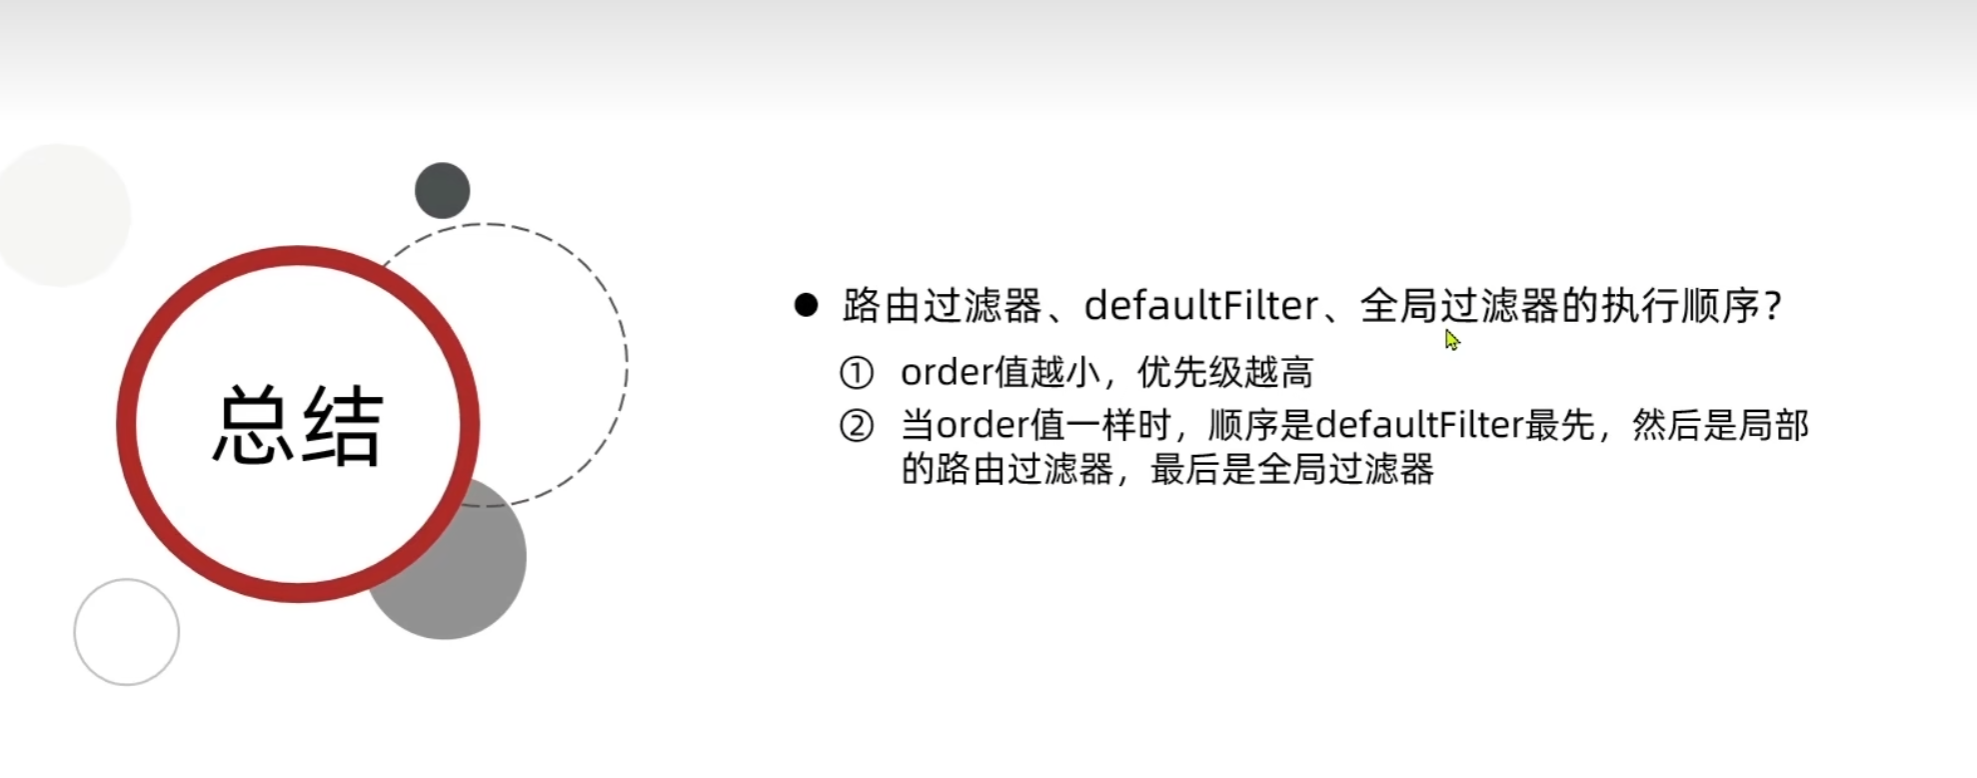 总结
● 路由过滤器、defaultFilter、全局过滤器的执行顺序？
① order值越小，优先级越高
② 当order值一样时，顺序是defaultFilter最先，然后是局部
的路由过滤器，最后是全局过滤器